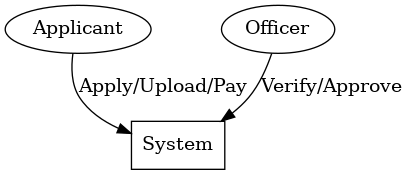 Applicant
Officer
Apply/Upload/Pay
Verify/Approve
System